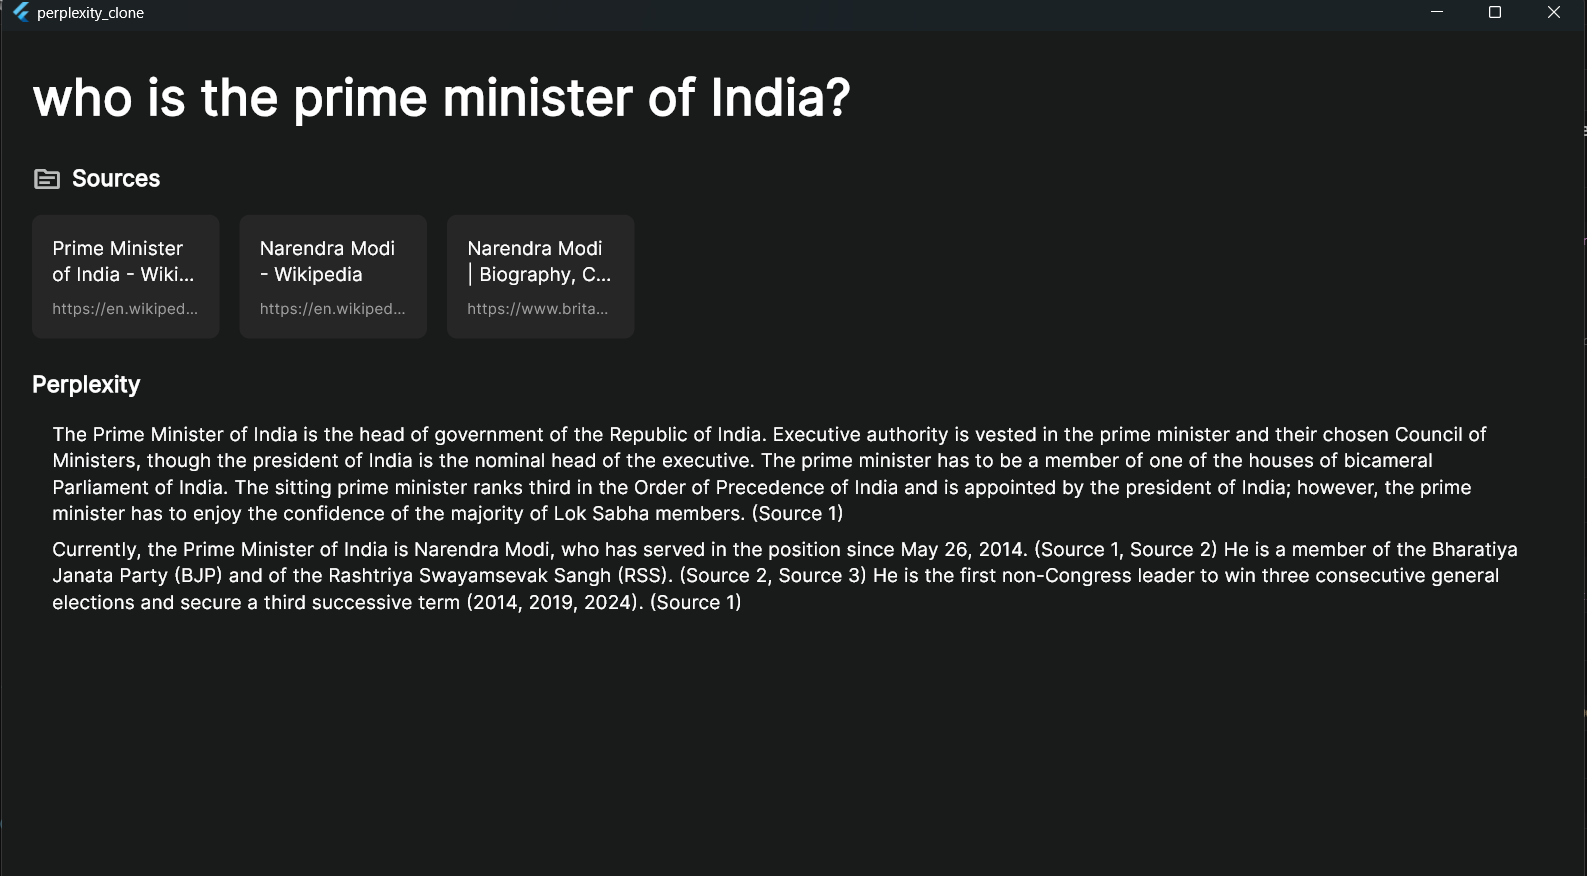 perplexity_clone
who is the prime minister of India?
Sources
Prime Minister
of India - Wiki...
https://en.wikiped...
Narendra Modi
- Wikipedia
https://en.wikiped...
Narendra Modi
| Biography, C...
https://www.brita...
Perplexity
The Prime Minister of India is the head of government of the Republic of India. Executive authority is vested in the prime minister and their chosen Council of
Ministers, though the president of India is the nominal head of the executive. The prime minister has to be a member of one of the houses of bicameral
Parliament of India. The sitting prime minister ranks third in the Order of Precedence of India and is appointed by the president of India; however, the prime
minister has to enjoy the confidence of the majority of Lok Sabha members. (Source 1)
Currently, the Prime Minister of India is Narendra Modi, who has served in the position since May 26, 2014. (Source 1, Source 2) He is a member of the Bharatiya
Janata Party (BJP) and of the Rashtriya Swayamsevak Sangh (RSS). (Source 2, Source 3) He is the first non-Congress leader to win three consecutive general
elections and secure a third successive term (2014, 2019, 2024). (Source 1)